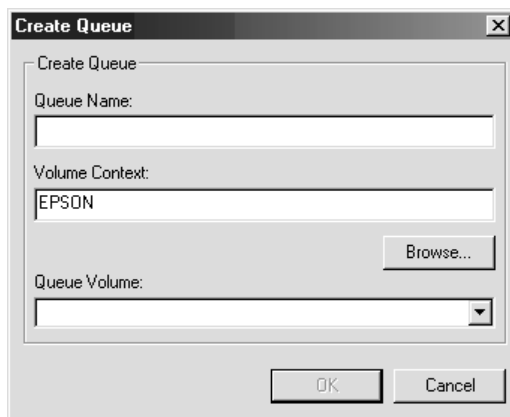 Create Queue
Create Queue
Queue Name:
Volume Context:
EPSON
Browse...
Queue Volume:
OK
Cancel